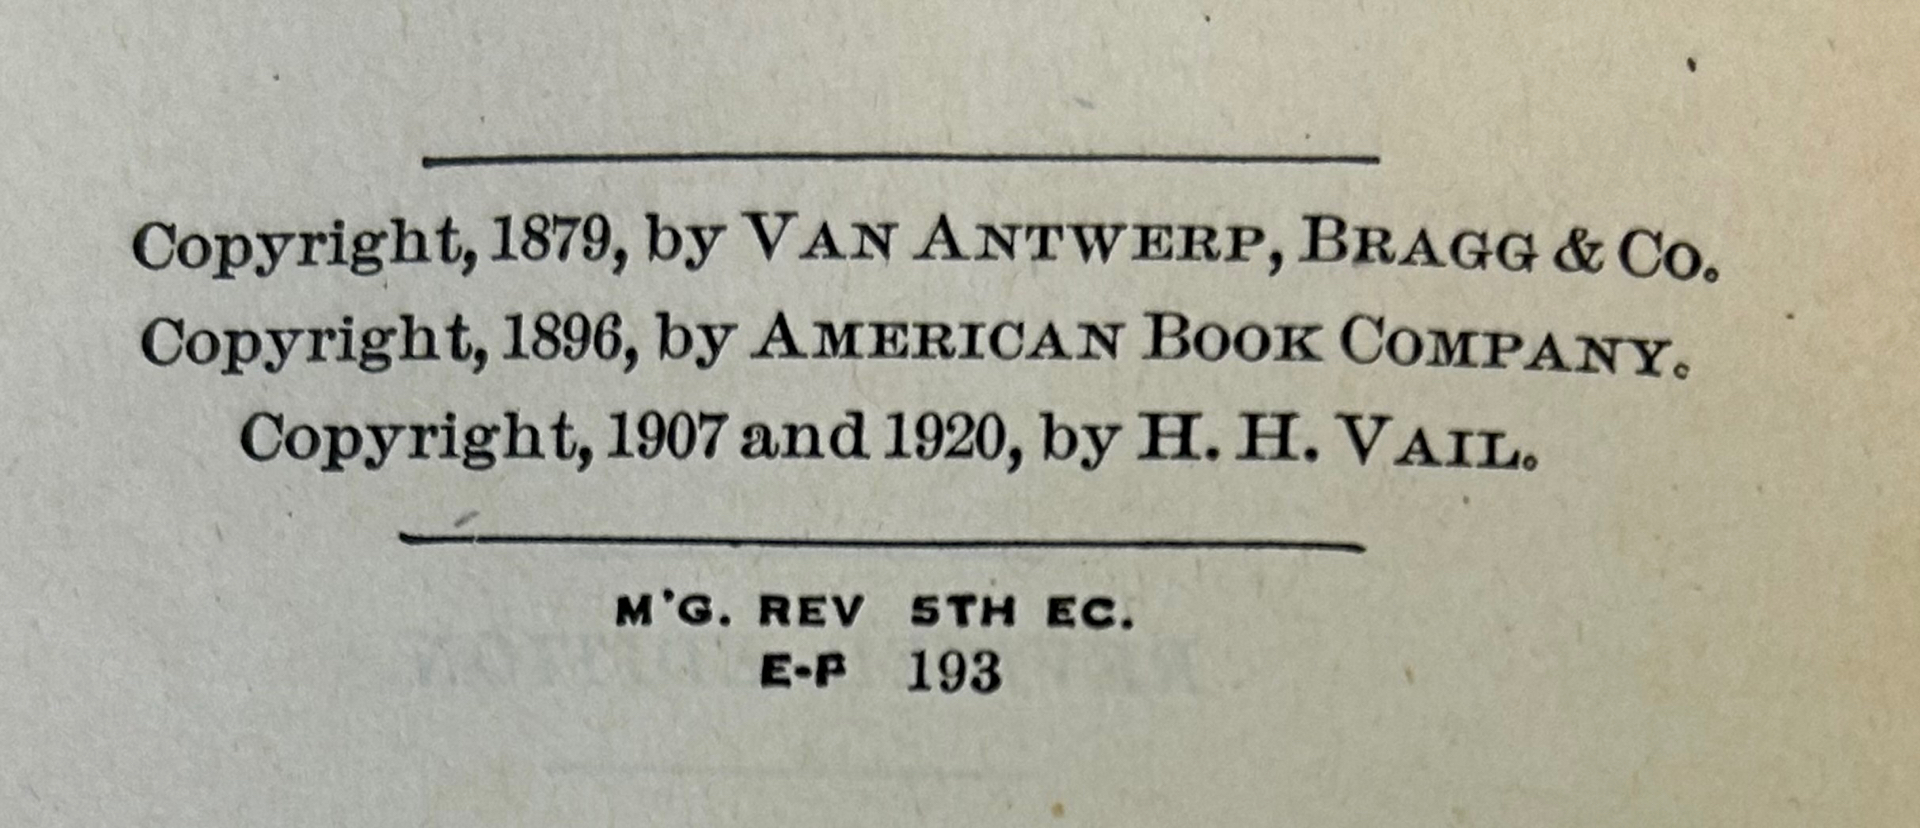 Copyright, 1879, by VAN ANTWERP, BRAGG & CO.
Copyright, 1896, by AMERICAN BOOK COMPANY.
Copyright, 1907 and 1920, by H. H. VAIL.
M'G. REV 5TH EC.
E-P 193